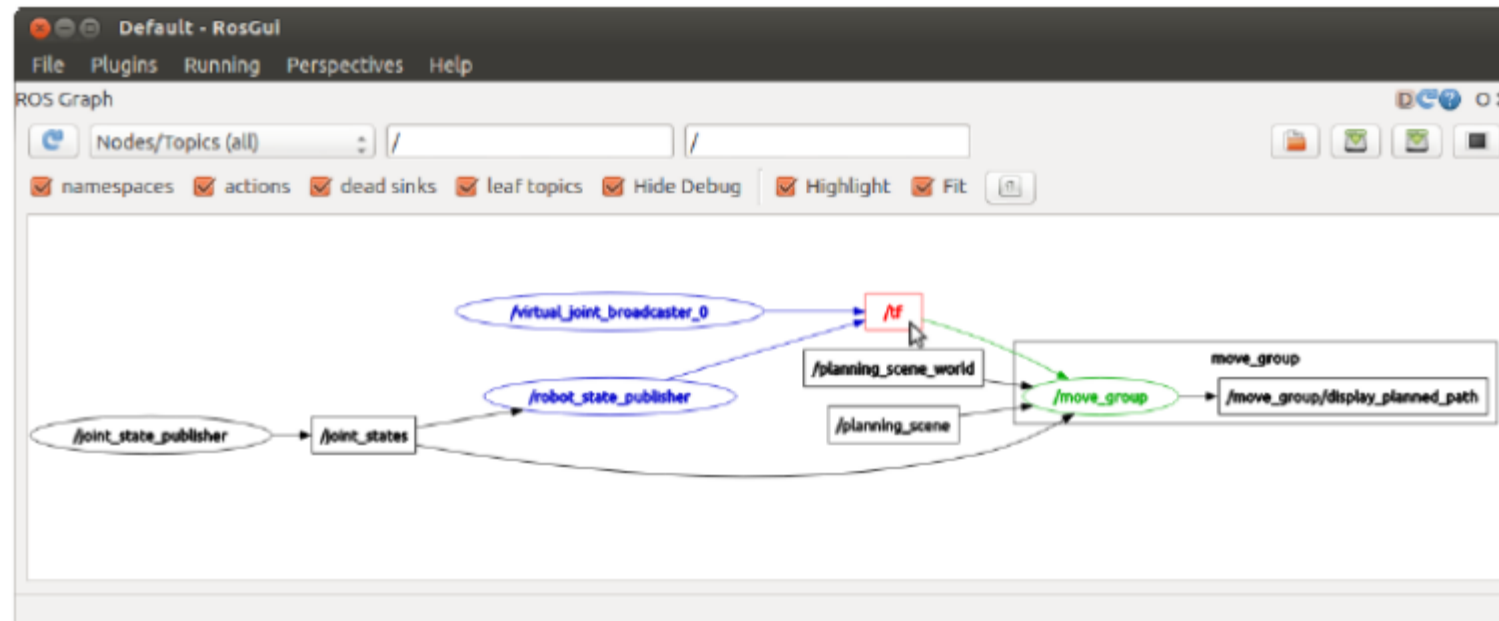 Default - RosGui
File Plugins Running Perspectives Help
ROS Graph
D ? O
Nodes/Topics (all) / /
namespaces actions dead sinks leaf topics Hide Debug Highlight Fit
/virtual_joint_broadcaster_0
/tf
/planning_scene_world
move_group
/robot_state_publisher
/move_group
/move_group/display_planned_path
/joint_state_publisher
/joint_states
/planning_scene